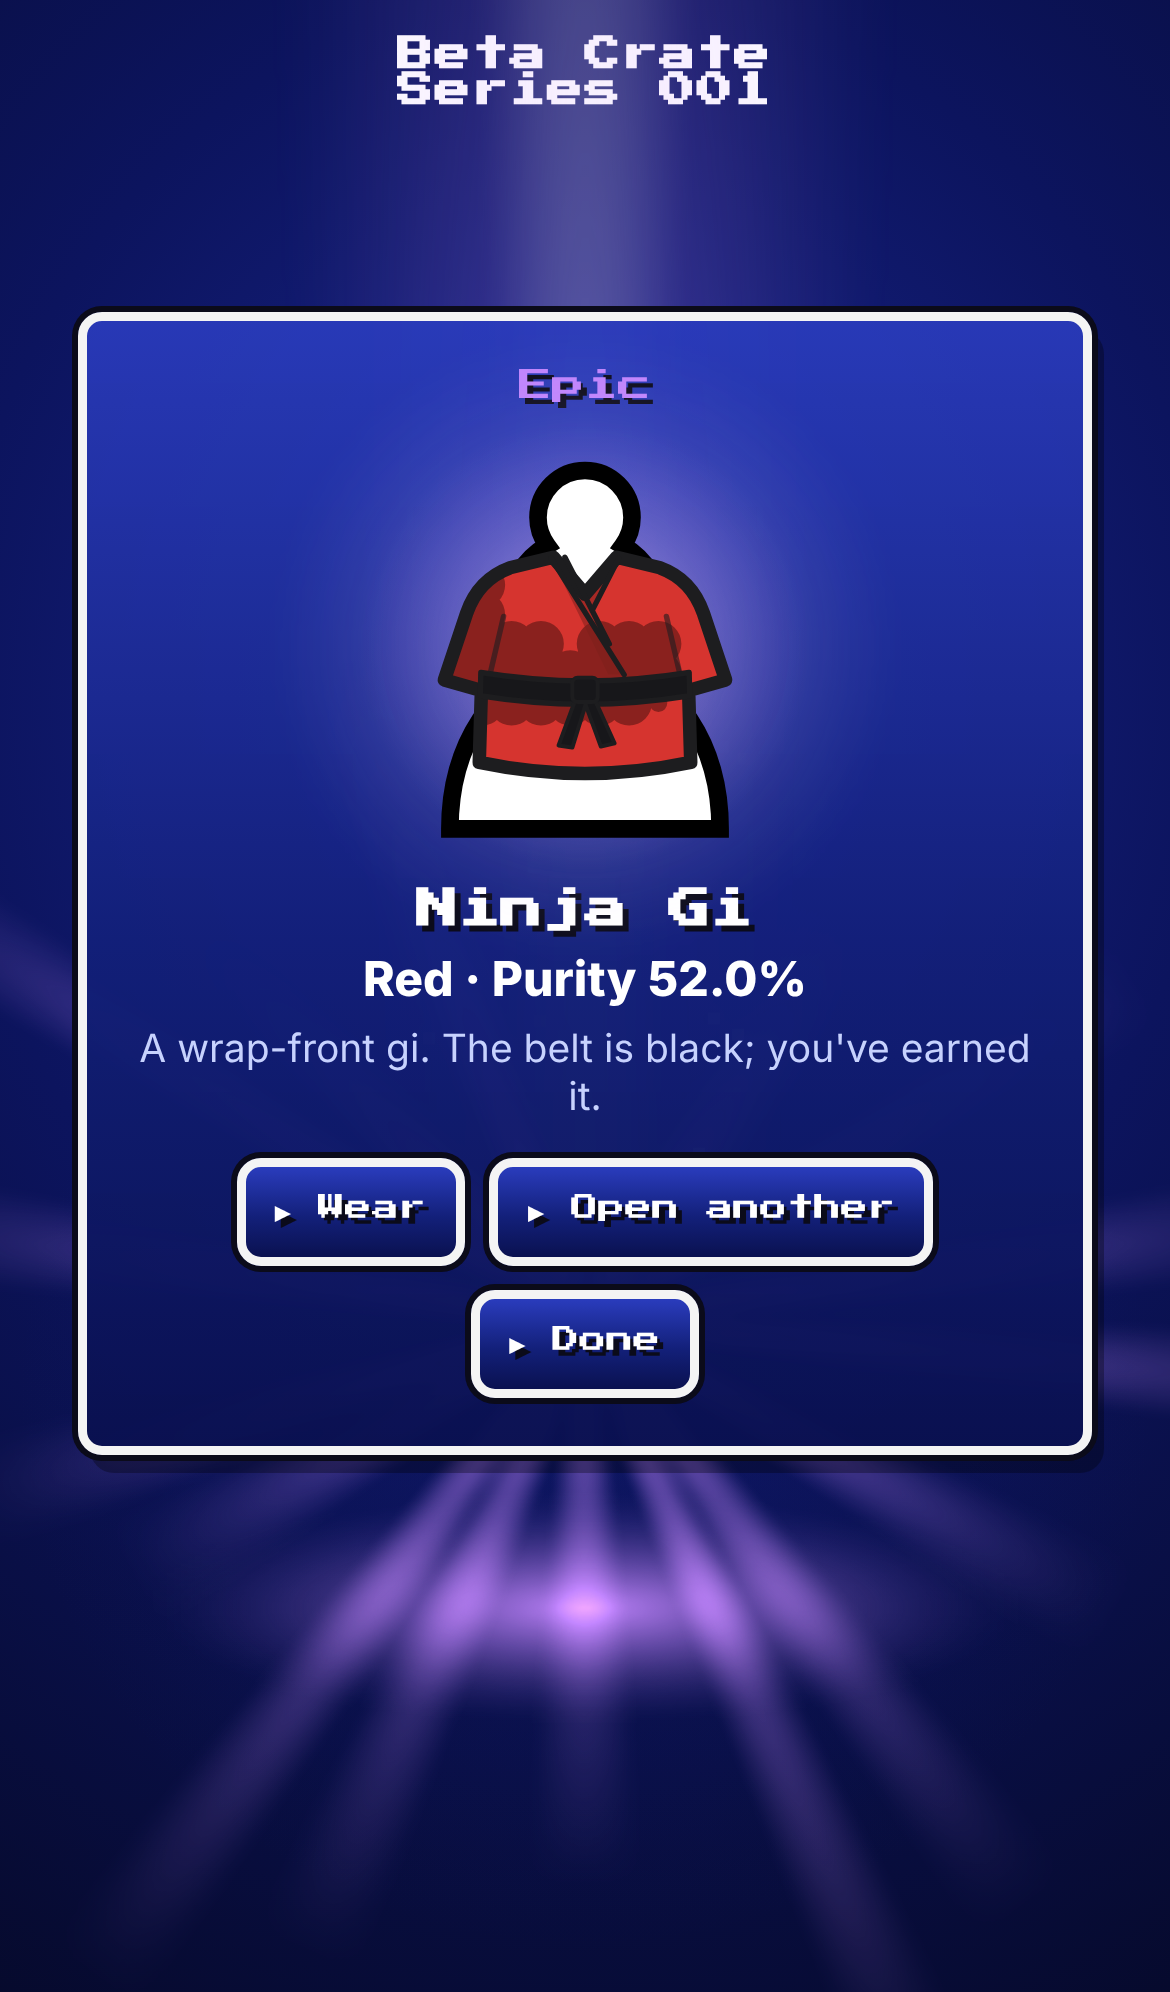 Beta Crate
Series 001
Epic
Ninja Gi
Red · Purity 52.0%
A wrap-front gi. The belt is black; you've earned
it.
▶ Wear
▶ Open another
▶ Done